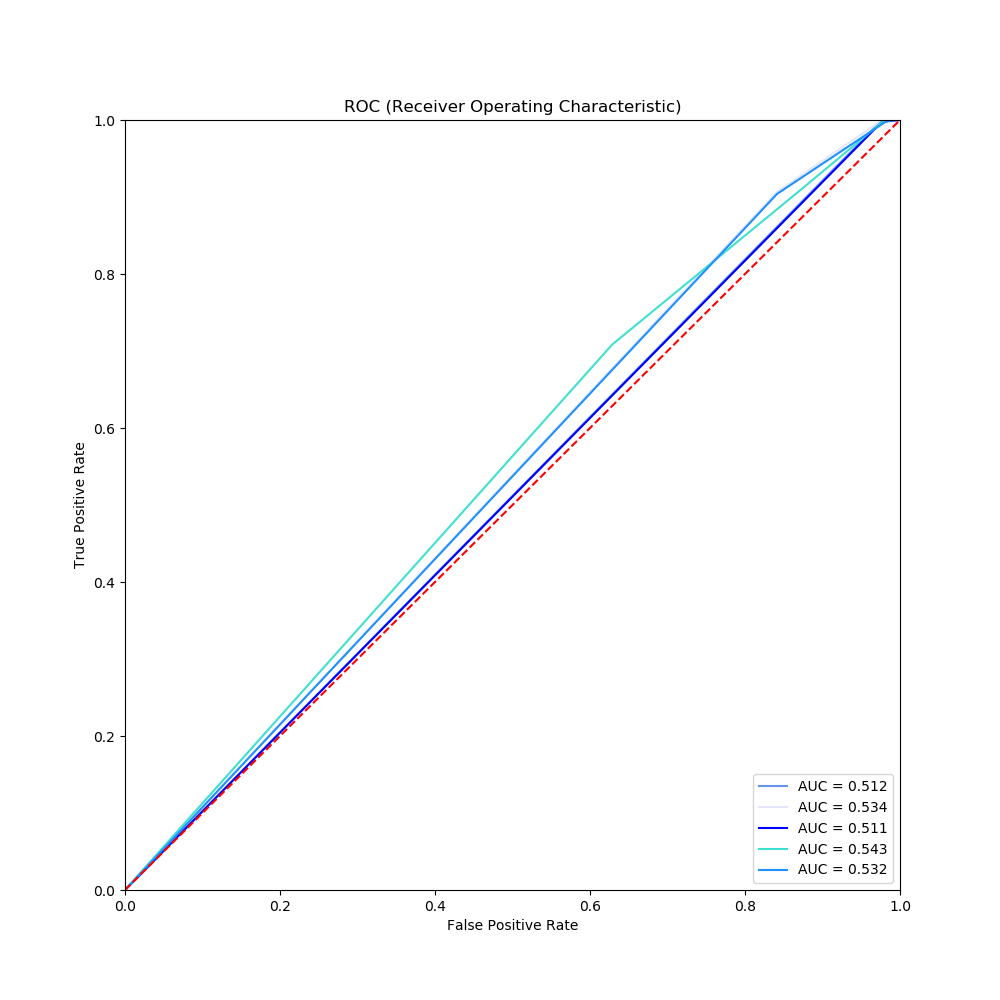 ROC (Receiver Operating Characteristic)
1.0
0.8
0.6
0.4
0.2
0.0
True Positive Rate
0.0 0.2 0.4 0.6 0.8 1.0
False Positive Rate
AUC = 0.512
AUC = 0.534
AUC = 0.511
AUC = 0.543
AUC = 0.532